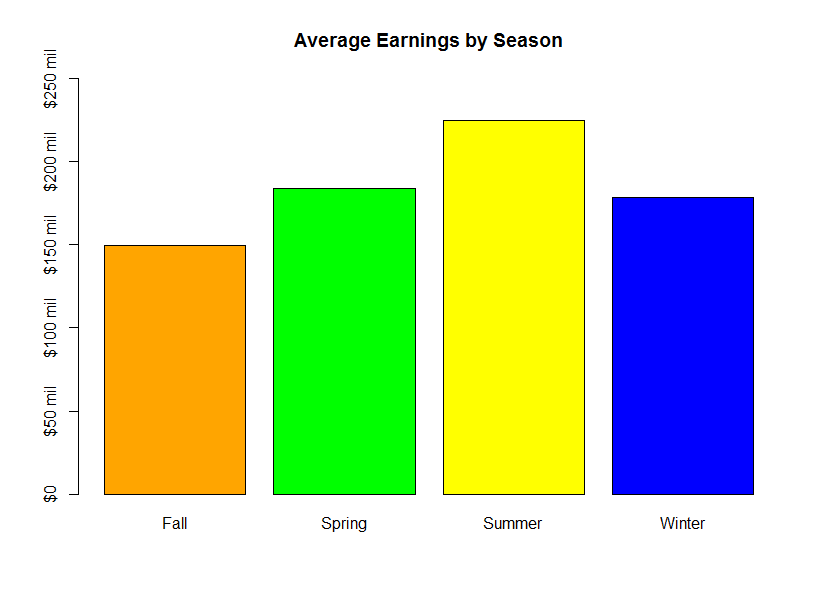 Average Earnings by Season
$250 mil
$200 mil
$150 mil
$100 mil
$50 mil
$0
Fall
Spring
Summer
Winter